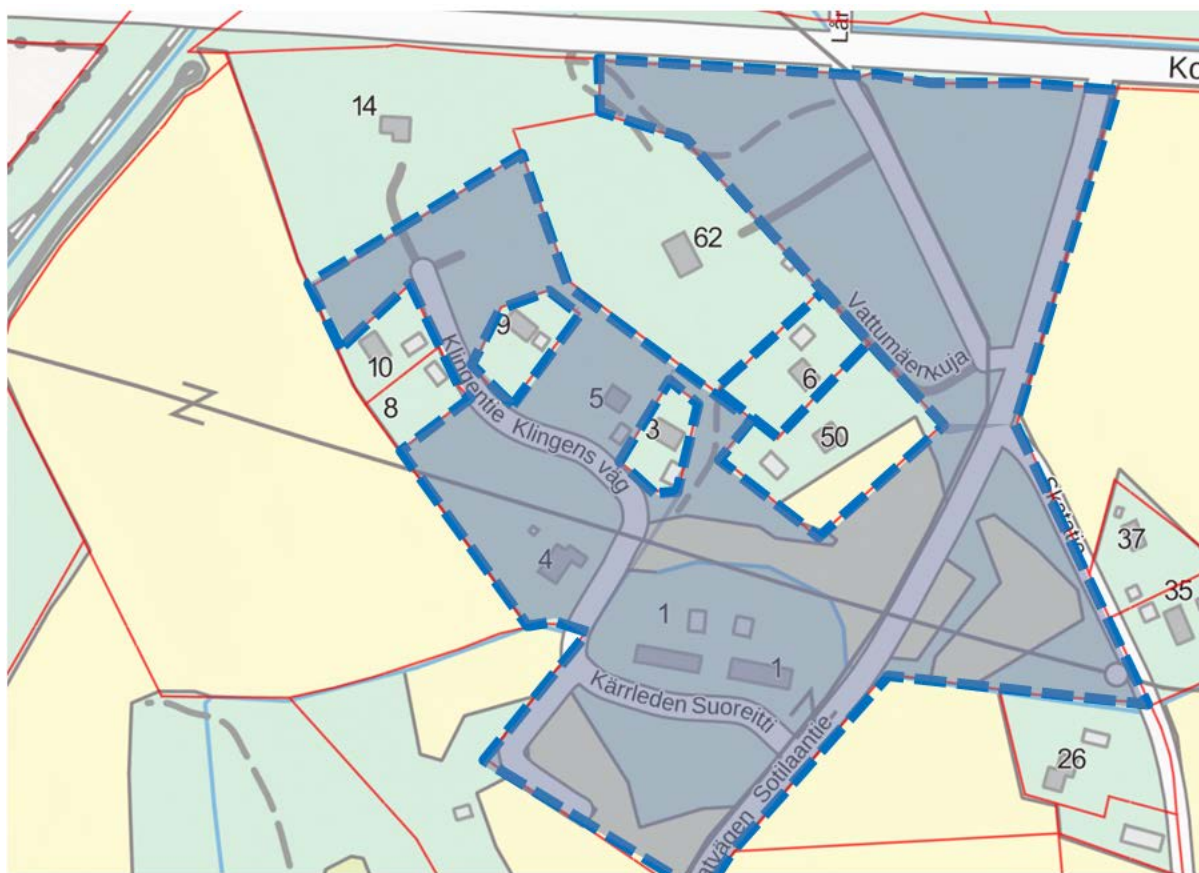 Ko
14
62
Vattumäenkuja
9
10
8
Klingentie Klingens väg
5
3
6
50
Skatatie
37
35
4
1
1
Kärrleden Suoreitti
Sotilaantie-
26